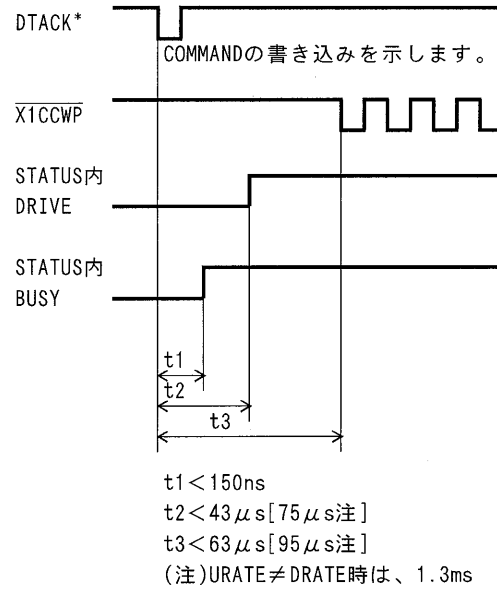 DTACK*
COMMANDの書き込みを示します。
X1CCWP
STATUS内
DRIVE
STATUS内
BUSY
t1
t2
t3
t1<150ns
t2<43μs[75μs注]
t3<63μs[95μs注]
(注)URATE≠DRATE時は、1.3ms